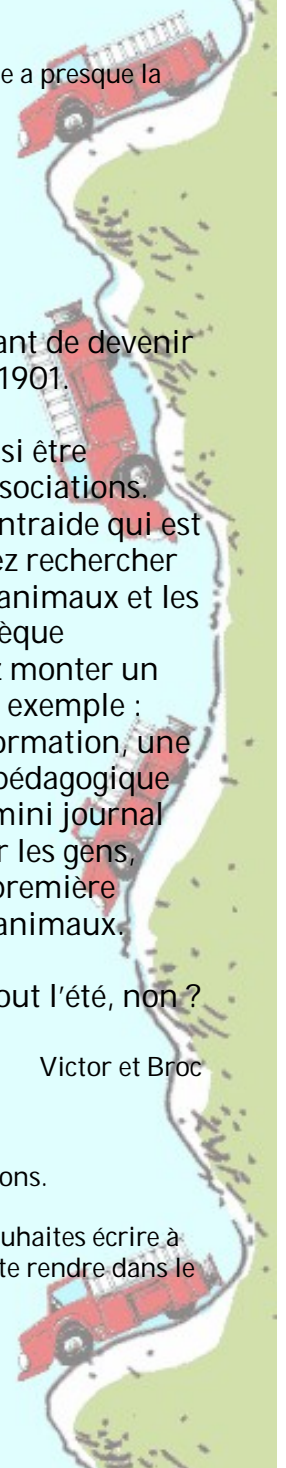 e a presque la
ant de devenir
1901.
si être
ssociations.
ntraide qui est
ez rechercher
animaux et les
èque
monter un
exemple :
ormation, une
pédagogique
mini journal
r les gens,
première
animaux.
out l'été, non ?
Victor et Broc
ons.
uhaites écrire à
te rendre dans le